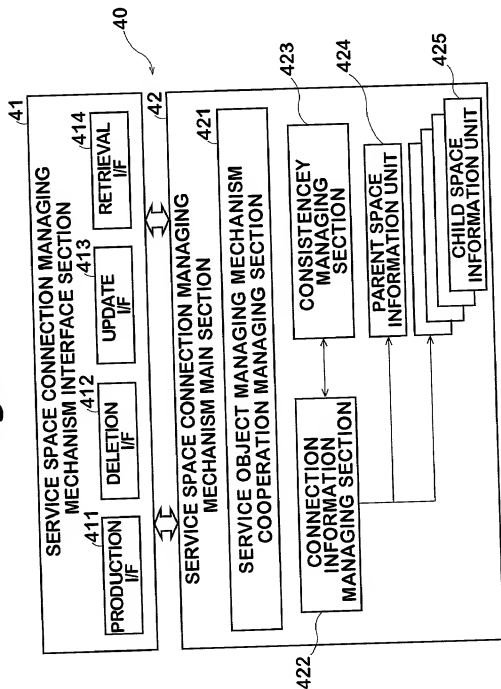 40
41
SERVICE SPACE CONNECTION MANAGING
MECHANISM INTERFACE SECTION
411
PRODUCTION
I/F
412
DELETION
I/F
413
UPDATE
I/F
414
RETRIEVAL
I/F
42
SERVICE SPACE CONNECTION MANAGING
MECHANISM MAIN SECTION
421
SERVICE OBJECT MANAGING MECHANISM
COOPERATION MANAGING SECTION
422
CONNECTION
INFORMATION
MANAGING SECTION
423
CONSISTENCEY
MANAGING
SECTION
424
PARENT SPACE
INFORMATION UNIT
425
CHILD SPACE
INFORMATION UNIT